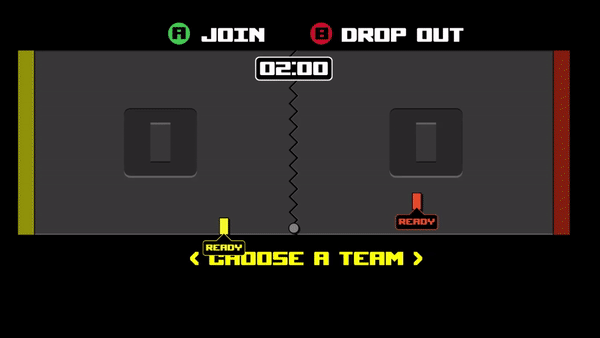 A JOIN B DROP OUT
02:00
READY
READY
< CHOOSE A TEAM >